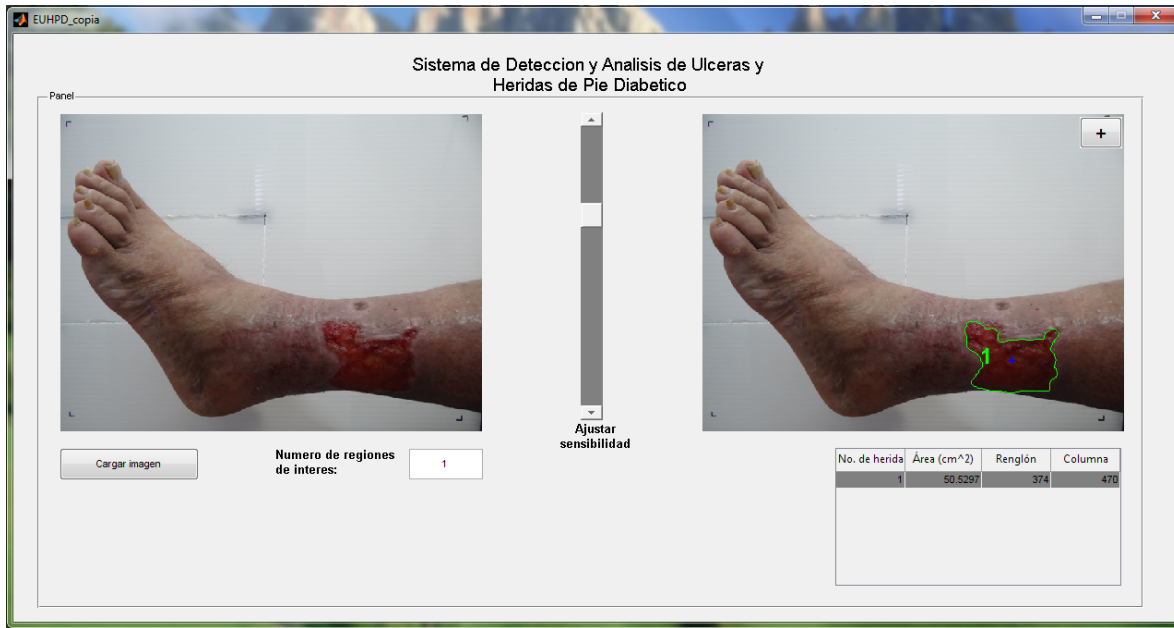 EUHPD_copia
Sistema de Deteccion y Analisis de Ulceras y
Heridas de Pie Diabetico
Panel
+
1
Ajustar
sensibilidad
Cargar imagen
Numero de regiones
de interes:
1
No. de herida Área (cm^2) Renglón Columna
1 50.5297 374 470